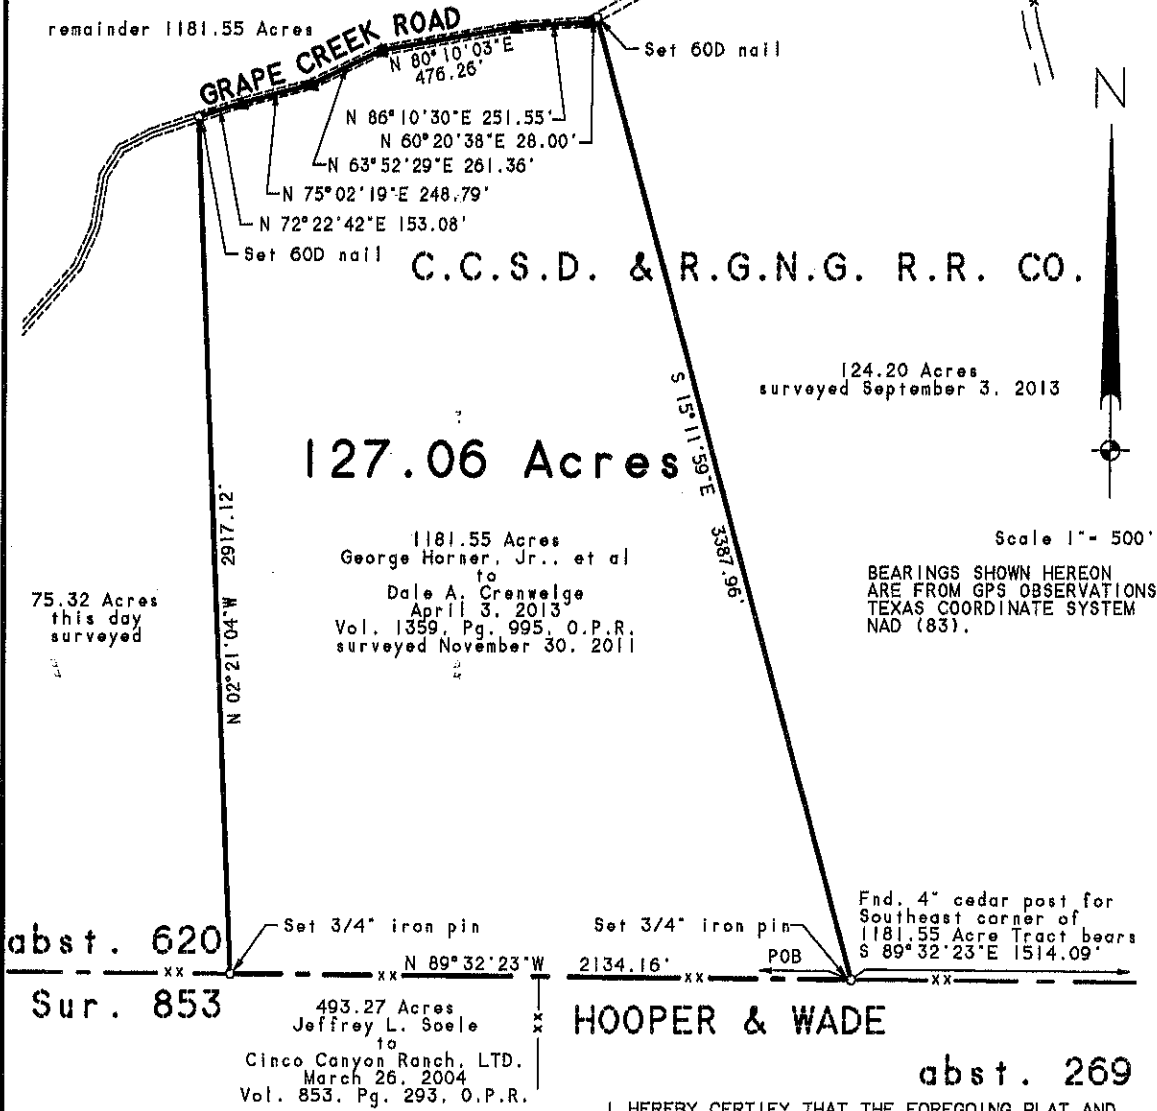 remainder 1181.55 Acres
GRAPE CREEK ROAD
N 80°10'03"E
476.26'
Set 60D nail
N 86°10'30"E 251.55'
N 60°20'38"E 28.00'
N 63°52'29"E 261.36'
N 75°02'19"E 248.79'
N 72°22'42"E 153.08'
Set 60D nail
N
C.C.S.D. & R.G.N.G. R.R. CO.
124.20 Acres
surveyed September 3, 2013
127.06 Acres
S 15°11'59"E 3387.96'
N 02°21'04"W 2917.12'
1181.55 Acres
George Horner, Jr., et al
to
Dale A. Crenwelge
April 3, 2013
Vol. 1359, Pg. 995, O.P.R.
surveyed November 30, 2011
Scale 1"= 500'
BEARINGS SHOWN HEREON
ARE FROM GPS OBSERVATIONS
TEXAS COORDINATE SYSTEM
NAD (83).
75.32 Acres
this day
surveyed
Set 3/4" iron pin
Set 3/4" iron pin
Fnd. 4" cedar post for
Southeast corner of
1181.55 Acre Tract bears
S 89°32'23"E 1514.09'
abst. 620
N 89°32'23"W 2134.16'
POB
Sur. 853
493.27 Acres
Jeffrey L. Soele
to
Cinco Canyon Ranch, LTD.
March 26, 2004
Vol. 853, Pg. 293, O.P.R.
HOOPER & WADE
abst. 269
I HEREBY CERTIFY THAT THE FOREGOING PLAT AND